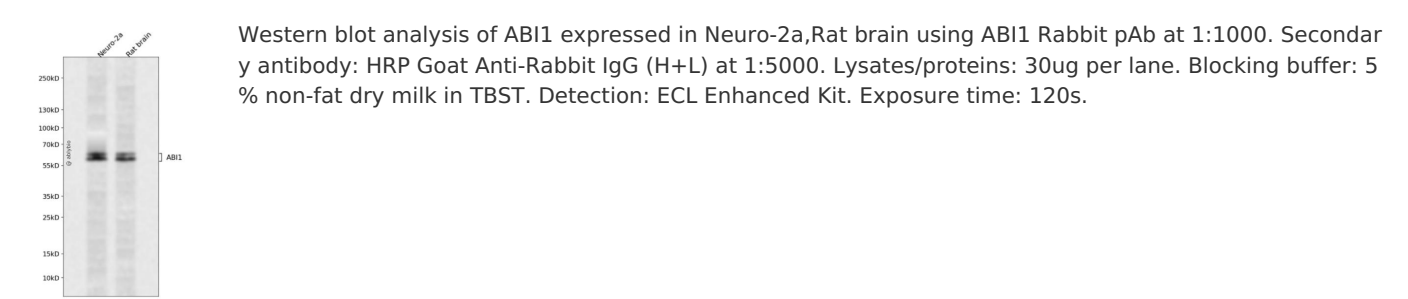 Neuro-2a
Rat brain
250kD
130kD
100kD
70kD
55kD
35kD
25kD
15kD
10kD
@ abybio
ABI1
Western blot analysis of ABI1 expressed in Neuro-2a,Rat brain using ABI1 Rabbit pAb at 1:1000. Secondar
y antibody: HRP Goat Anti-Rabbit IgG (H+L) at 1:5000. Lysates/proteins: 30ug per lane. Blocking buffer: 5
% non-fat dry milk in TBST. Detection: ECL Enhanced Kit. Exposure time: 120s.